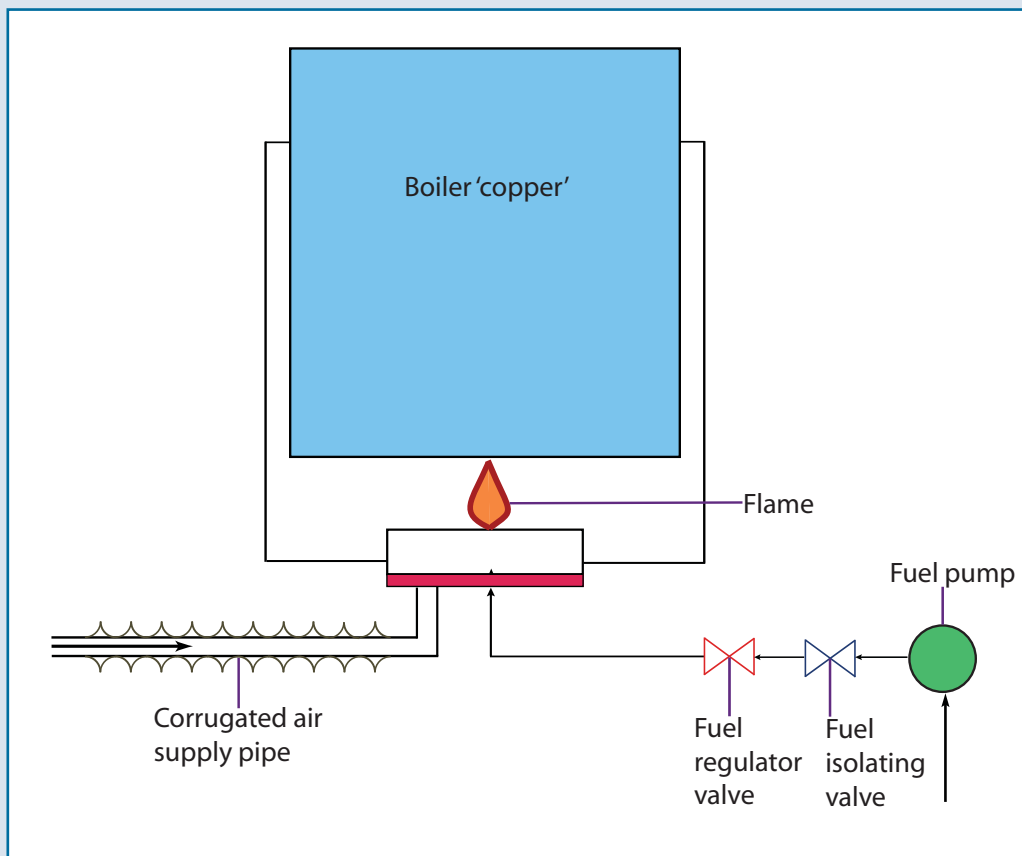 Boiler ‘copper’
Flame
Fuel pump
Corrugated air
supply pipe
Fuel
regulator
valve
Fuel
isolating
valve